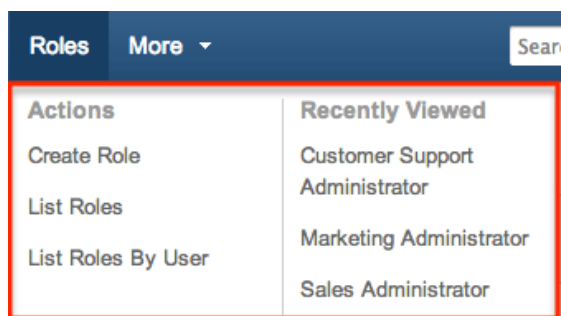 Roles More
Actions
Create Role
List Roles
List Roles By User
Recently Viewed
Customer Support
Administrator
Marketing Administrator
Sales Administrator